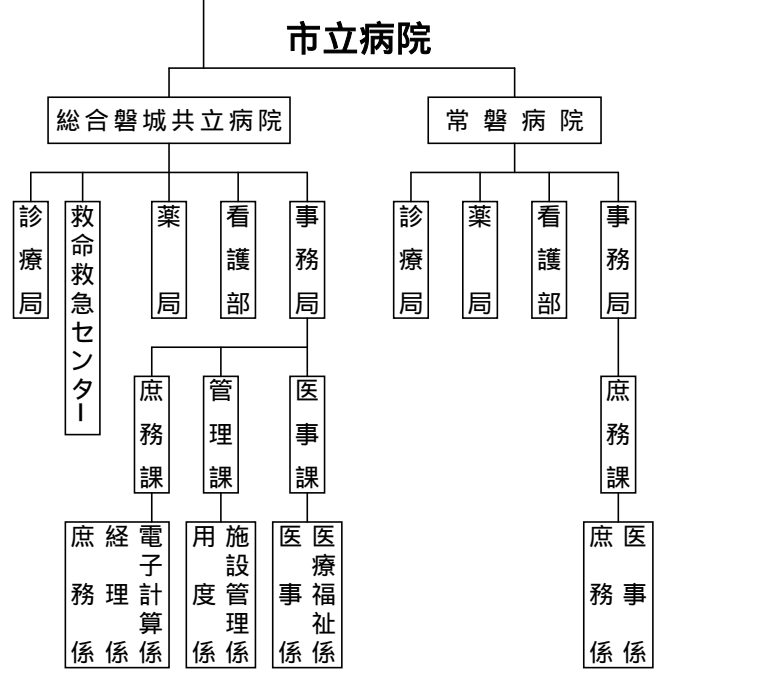 市立病院
総合磐城共立病院
常磐病院
診療局
救命救急センター
薬局
看護部
事務局
診療局
薬局
看護部
事務局
庶務課
管理課
医事課
庶務課
庶務係
経理係
電子計算係
用度係
施設管理係
医事係
医療福祉係
庶務係
医事係